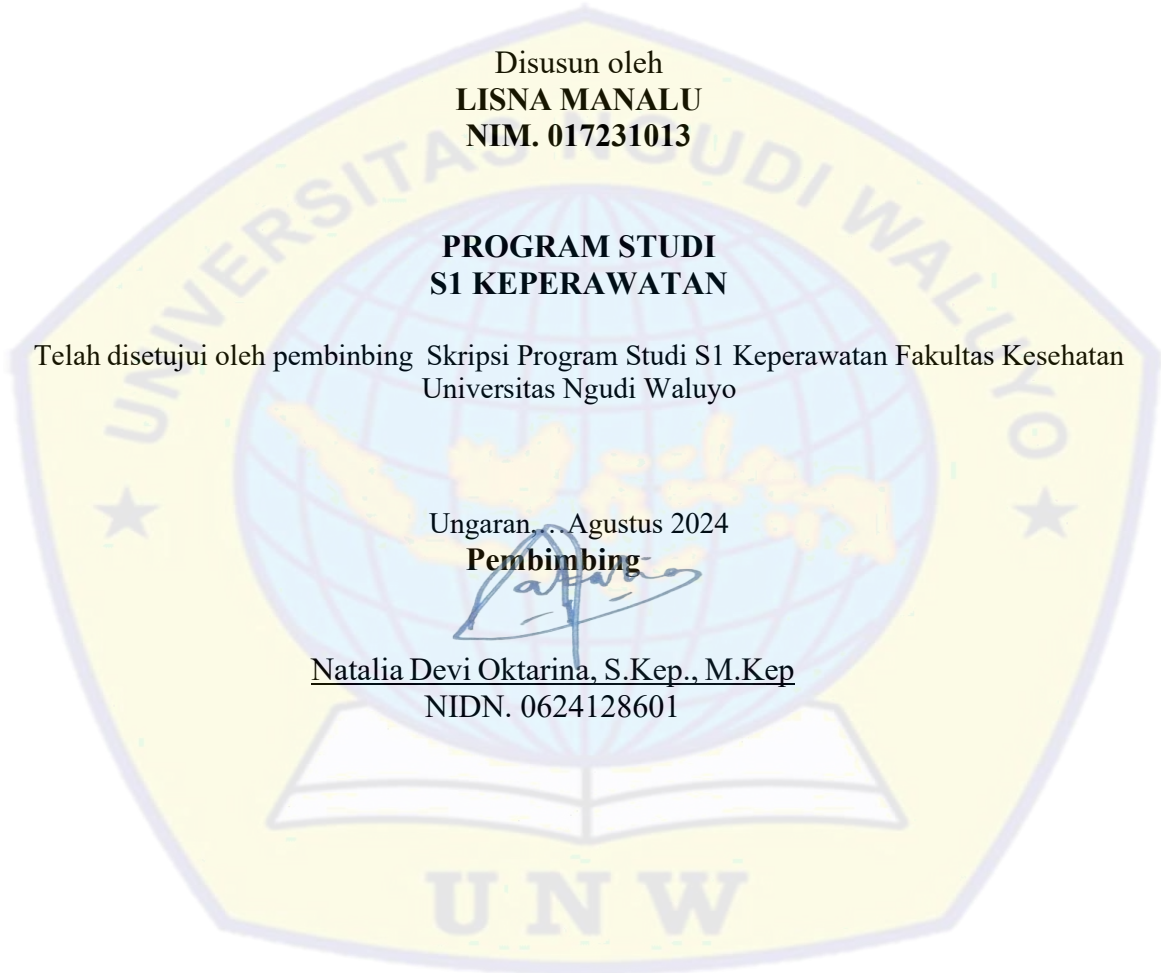 Disusun oleh
LISNA MANALU
NIM. 017231013
UNIVERSITAS NGUDI WALUYO
PROGRAM STUDI
S1 KEPERAWATAN
Telah disetujui oleh pembinbing Skripsi Program Studi S1 Keperawatan Fakultas Kesehatan
Universitas Ngudi Waluyo
Ungaran,...Agustus 2024
Pembimbing
Natalia Devi Oktarina, S.Kep., M.Kep
NIDN. 0624128601
UNW